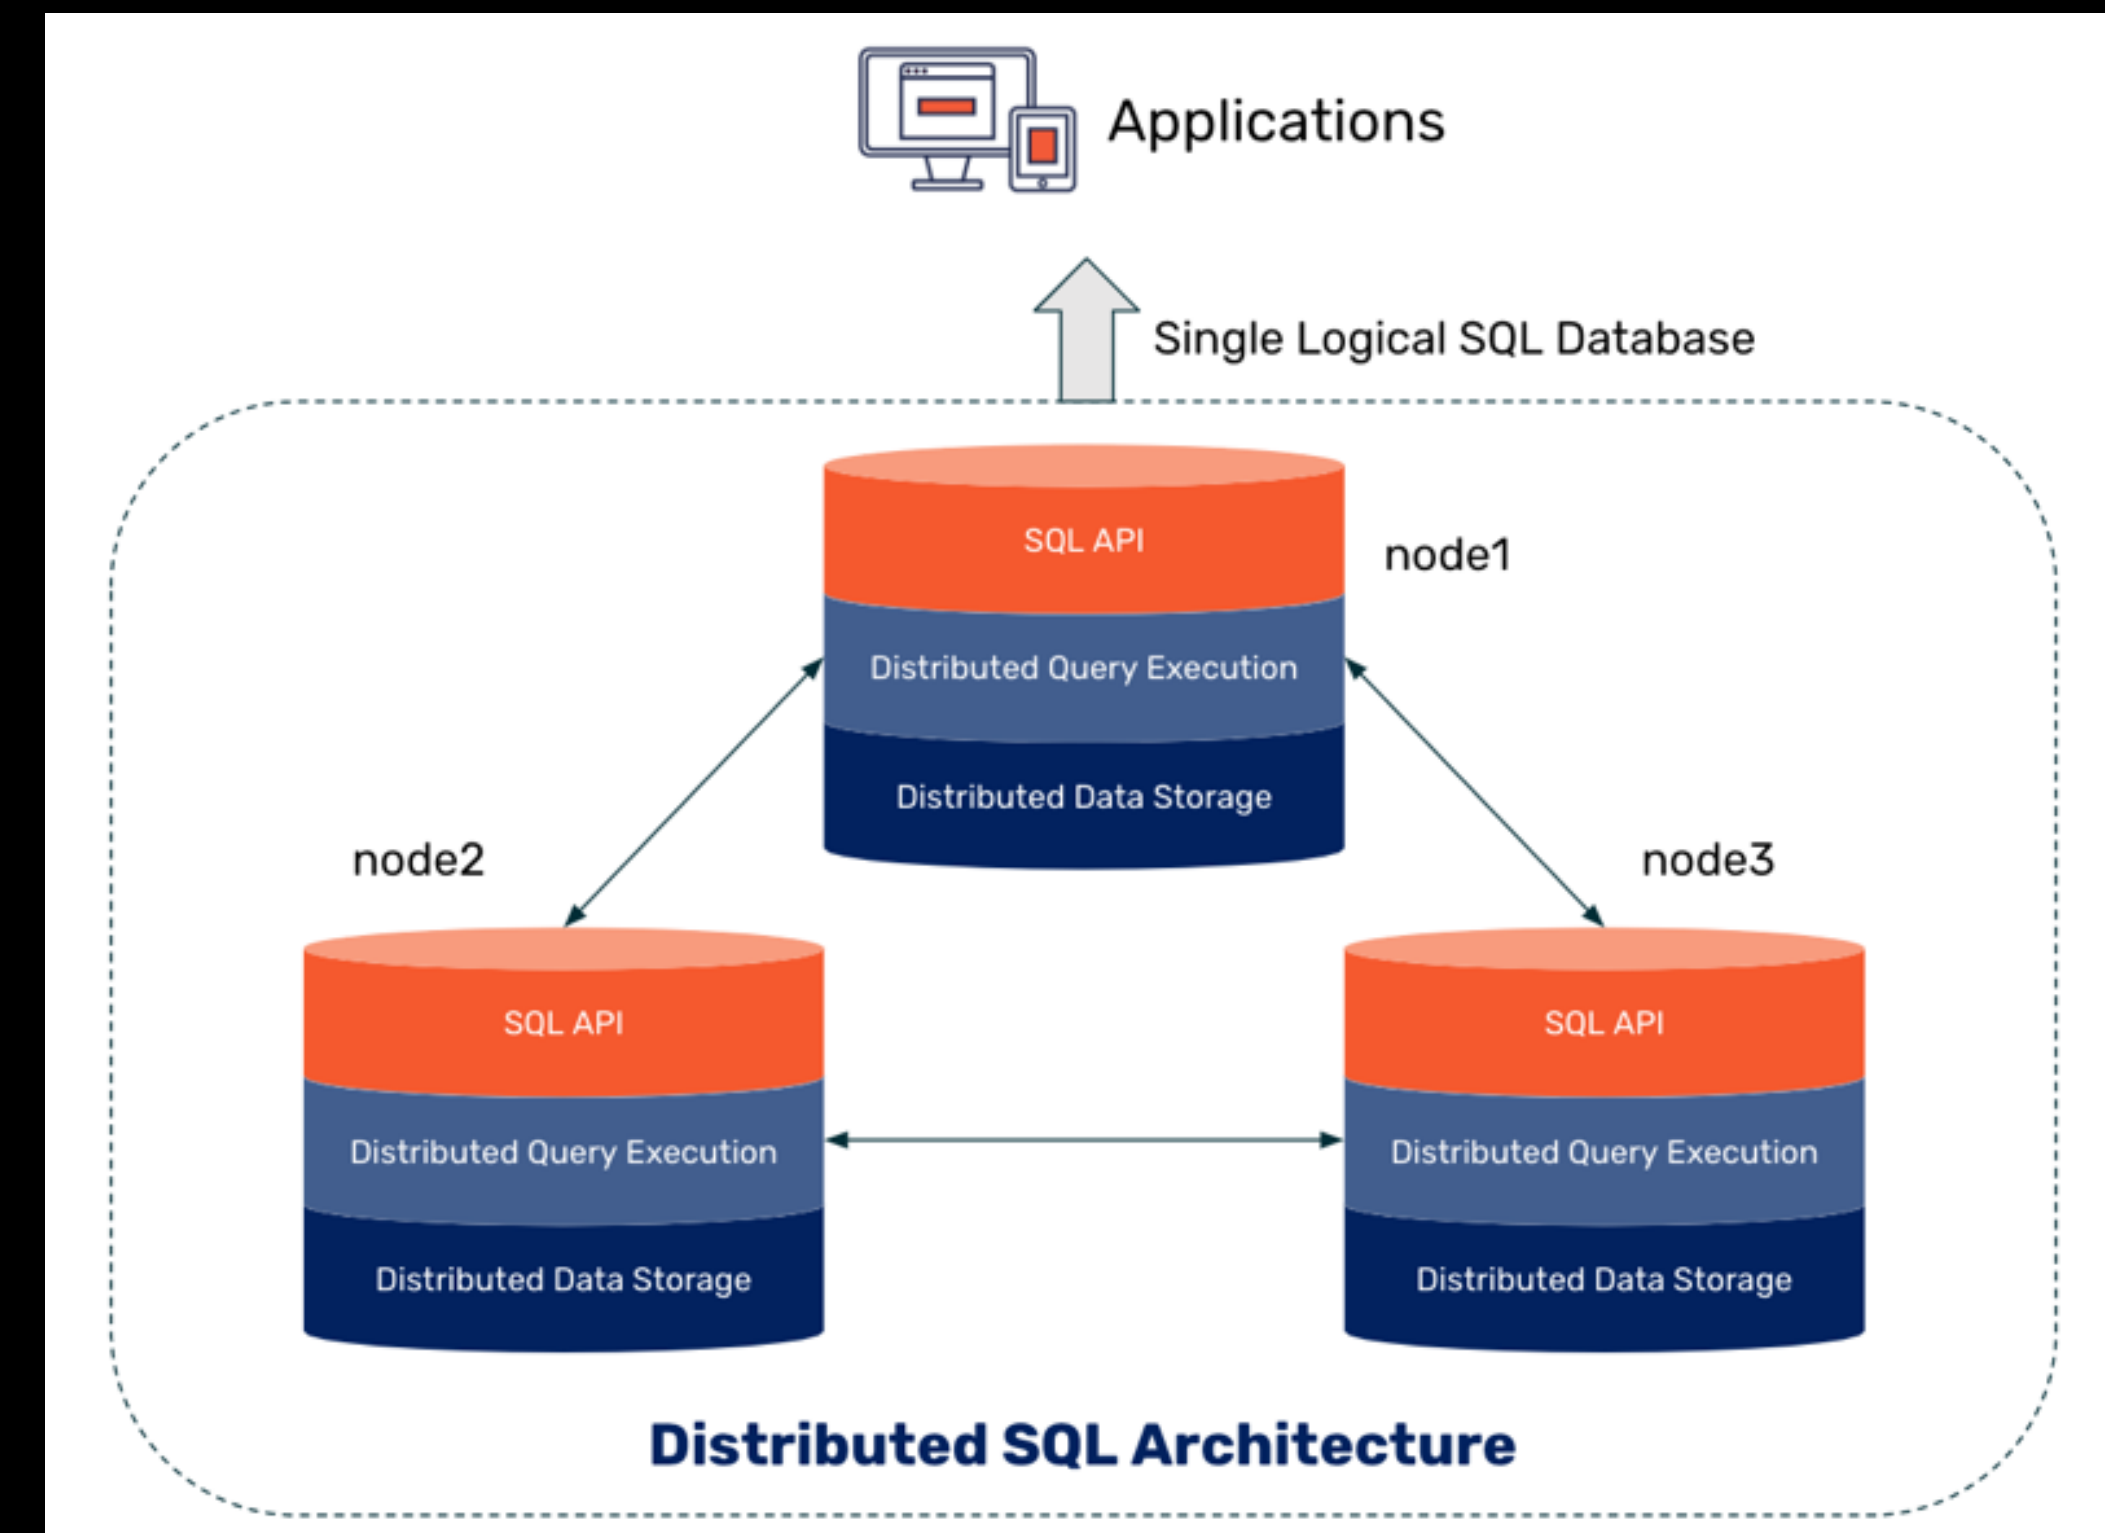 Applications
Single Logical SQL Database
SQL API
node1
Distributed Query Execution
Distributed Data Storage
node2
node3
SQL API
SQL API
Distributed Query Execution
Distributed Query Execution
Distributed Data Storage
Distributed Data Storage
Distributed SQL Architecture